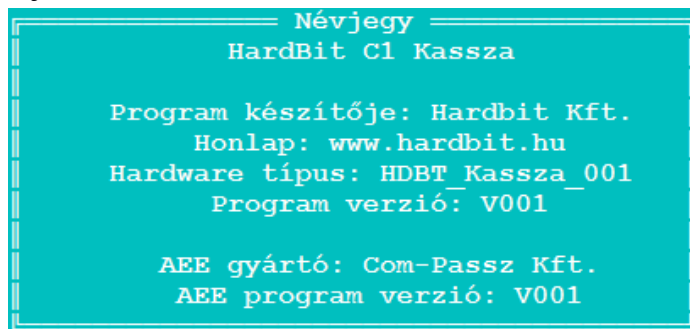 Névjegy
HardBit C1 Kassza
Program készítője: Hardbit Kft.
Honlap: www.hardbit.hu
Hardware típus: HDBT_Kassza_001
Program verzió: V001
AEE gyártó: Com-Passz Kft.
AEE program verzió: V001